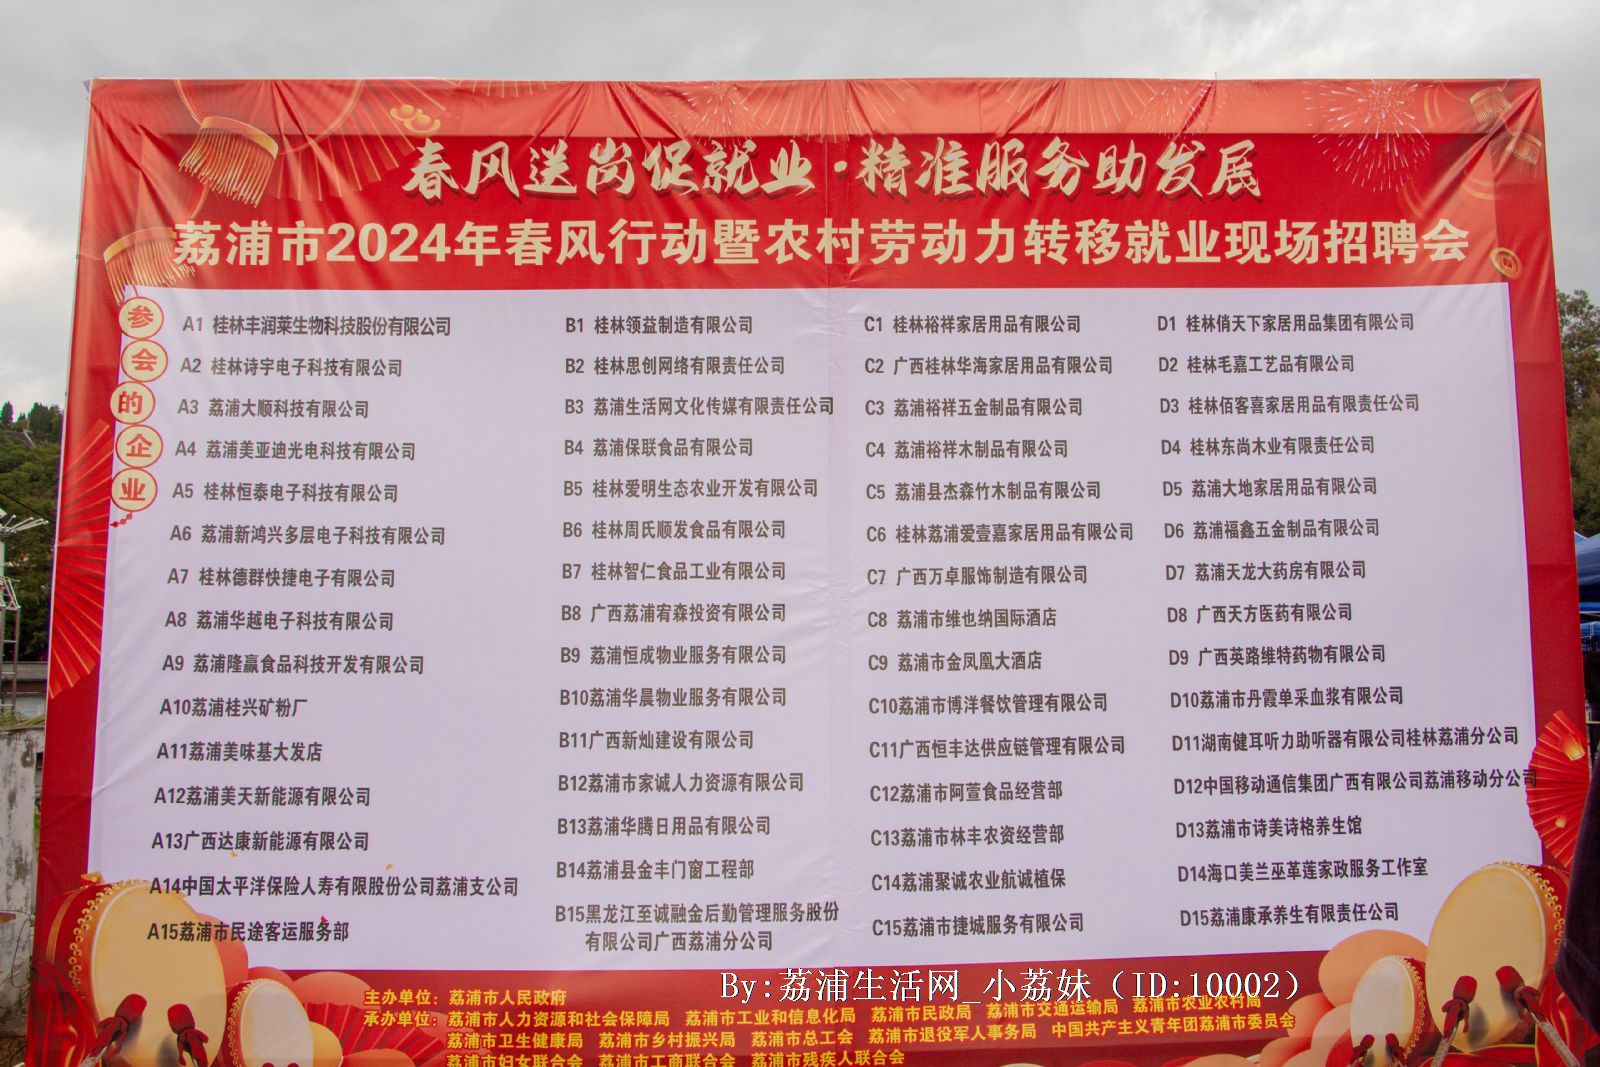 春风送岗促就业·精准服务助发展
荔浦市2024年春风行动暨农村劳动力转移就业现场招聘会
参会的企业
A1 桂林丰润莱生物科技股份有限公司
A2 桂林诗宇电子科技有限公司
A3 荔浦大顺科技有限公司
A4 荔浦美亚迪光电科技有限公司
A5 桂林恒泰电子科技有限公司
A6 荔浦新鸿兴多层电子科技有限公司
A7 桂林德群快捷电子有限公司
A8 荔浦华越电子科技有限公司
A9 荔浦隆赢食品科技开发有限公司
A10荔浦桂兴矿粉厂
A11荔浦美味基大发店
A12荔浦美天新能源有限公司
A13广西达康新能源有限公司
A14中国太平洋保险人寿有限股份公司荔浦支公司
A15荔浦市民途客运服务部
B1 桂林领益制造有限公司
B2 桂林思创网络有限责任公司
B3 荔浦生活网文化传媒有限责任公司
B4 荔浦保联食品有限公司
B5 桂林爱明生态农业开发有限公司
B6 桂林周氏顺发食品有限公司
B7 桂林智仁食品工业有限公司
B8 广西荔浦宥森投资有限公司
B9 荔浦恒成物业服务有限公司
B10荔浦华晨物业服务有限公司
B11广西新灿建设有限公司
B12荔浦市家诚人力资源有限公司
B13荔浦华腾日用品有限公司
B14荔浦县金丰门窗工程部
B15黑龙江至诚融金后勤管理服务股份
有限公司广西荔浦分公司
C1 桂林裕祥家居用品有限公司
C2 广西桂林华海家居用品有限公司
C3 荔浦裕祥五金制品有限公司
C4 荔浦裕祥木制品有限公司
C5 荔浦县杰森竹木制品有限公司
C6 桂林荔浦爱壹嘉家居用品有限公司
C7 广西万卓服饰制造有限公司
C8 荔浦市维也纳国际酒店
C9 荔浦市金凤凰大酒店
C10荔浦市博洋餐饮管理有限公司
C11广西恒丰达供应链管理有限公司
C12荔浦市阿萱食品经营部
C13荔浦市林丰农资经营部
C14荔浦聚诚农业航诚植保
C15荔浦市捷城服务有限公司
D1 桂林俏天下家居用品集团有限公司
D2 桂林毛嘉工艺品有限公司
D3 桂林佰客喜家居用品有限责任公司
D4 桂林东尚木业有限责任公司
D5 荔浦大地家居用品有限公司
D6 荔浦福鑫五金制品有限公司
D7 荔浦天龙大药房有限公司
D8 广西天方医药有限公司
D9 广西英路维特药物有限公司
D10荔浦市丹霞单采血浆有限公司
D11湖南健耳听力助听器有限公司桂林荔浦分公司
D12中国移动通信集团广西有限公司荔浦移动分公司
D13荔浦市诗美诗格养生馆
D14海口美兰巫革莲家政服务工作室
D15荔浦康承养生有限责任公司
By:荔浦生活网_小荔妹（ID:10002）
主办单位：荔浦市人民政府
承办单位：荔浦市人力资源和社会保障局 荔浦市工业和信息化局 荔浦市民政局 荔浦市交通运输局 荔浦市农业农村局
荔浦市卫生健康局 荔浦市乡村振兴局 荔浦市总工会 荔浦市退役军人事务局 中国共产主义青年团荔浦市委员会
荔浦市妇女联合会 荔浦市工商联合会 荔浦市残疾人联合会